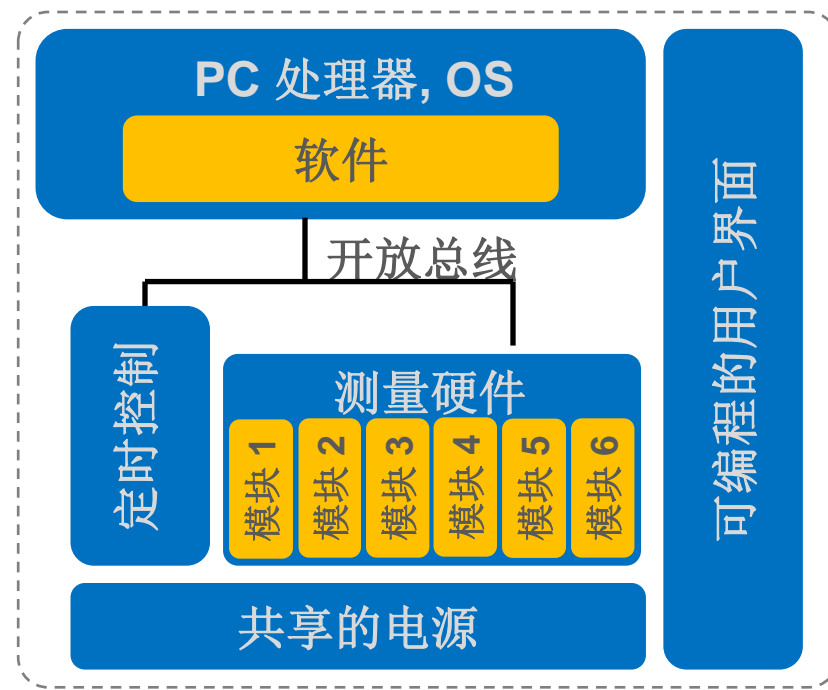 PC 处理器, OS
软件
开放总线
定时控制
测量硬件
模块 1
模块 2
模块 3
模块 4
模块 5
模块 6
共享的电源
可编程的用户界面